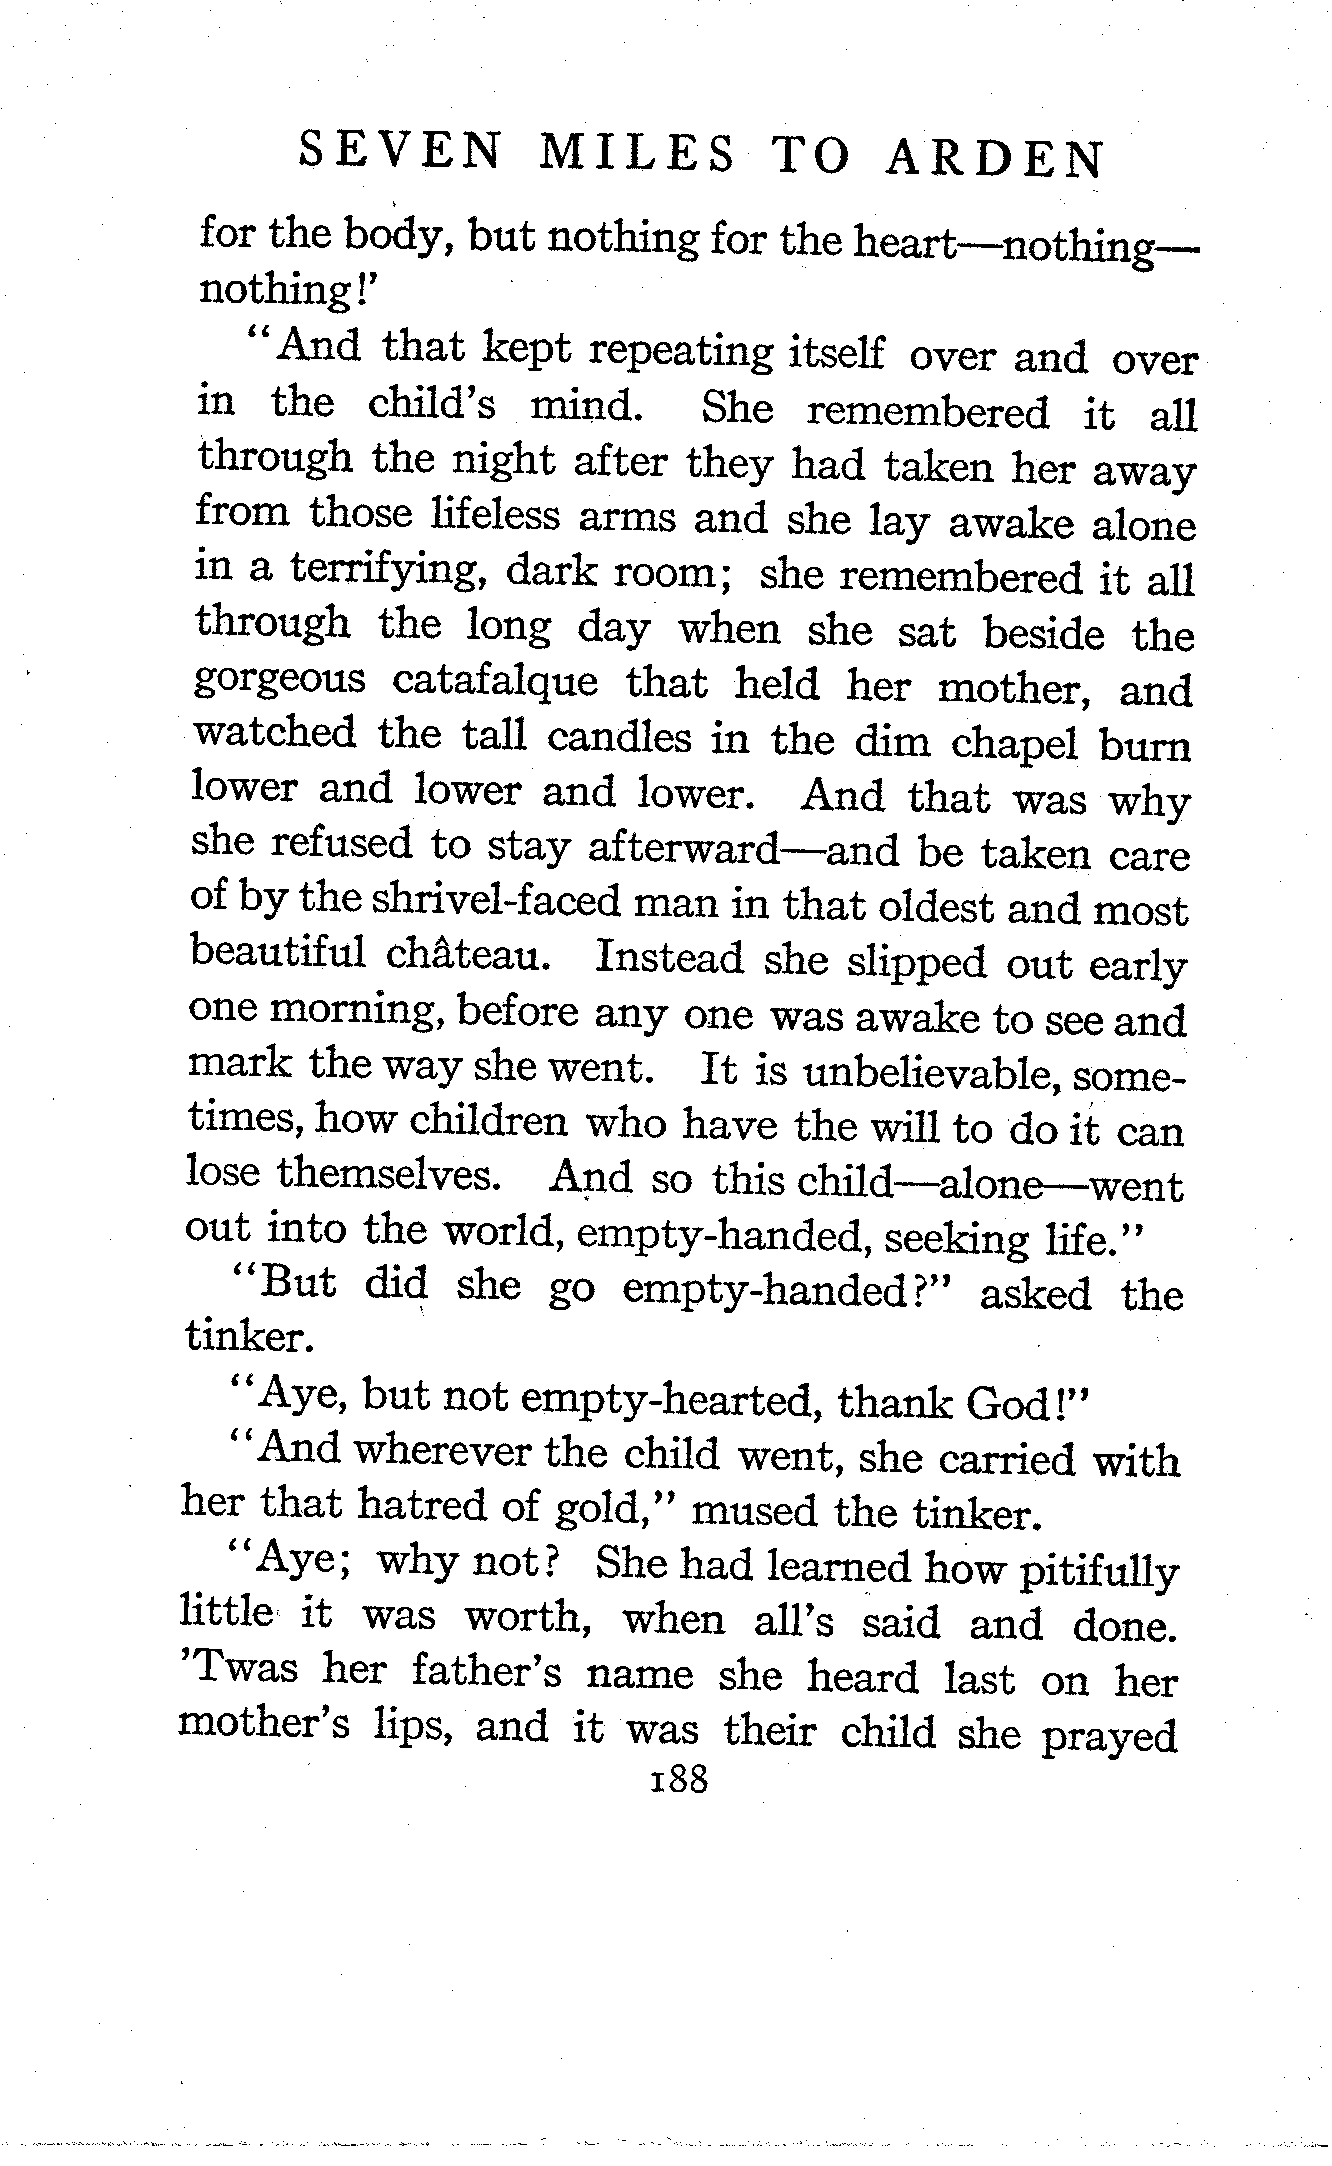 SEVEN MILES TO ARDEN
for the body, but nothing for the heart—nothing—
nothing!'
"And that kept repeating itself over and over
in the child's mind. She remembered it all
through the night after they had taken her away
from those lifeless arms and she lay awake alone
in a terrifying, dark room; she remembered it all
through the long day when she sat beside the
gorgeous catafalque that held her mother, and
watched the tall candles in the dim chapel burn
lower and lower and lower. And that was why
she refused to stay afterward—and be taken care
of by the shrivel-faced man in that oldest and most
beautiful château. Instead she slipped out early
one morning, before any one was awake to see and
mark the way she went. It is unbelievable, some-
times, how children who have the will to do it can
lose themselves. And so this child—alone—went
out into the world, empty-handed, seeking life."
"But did she go empty-handed?" asked the
tinker.
"Aye, but not empty-hearted, thank God!"
"And wherever the child went, she carried with
her that hatred of gold," mused the tinker.
"Aye; why not? She had learned how pitifully
little it was worth, when all's said and done.
'Twas her father's name she heard last on her
mother's lips, and it was their child she prayed
188